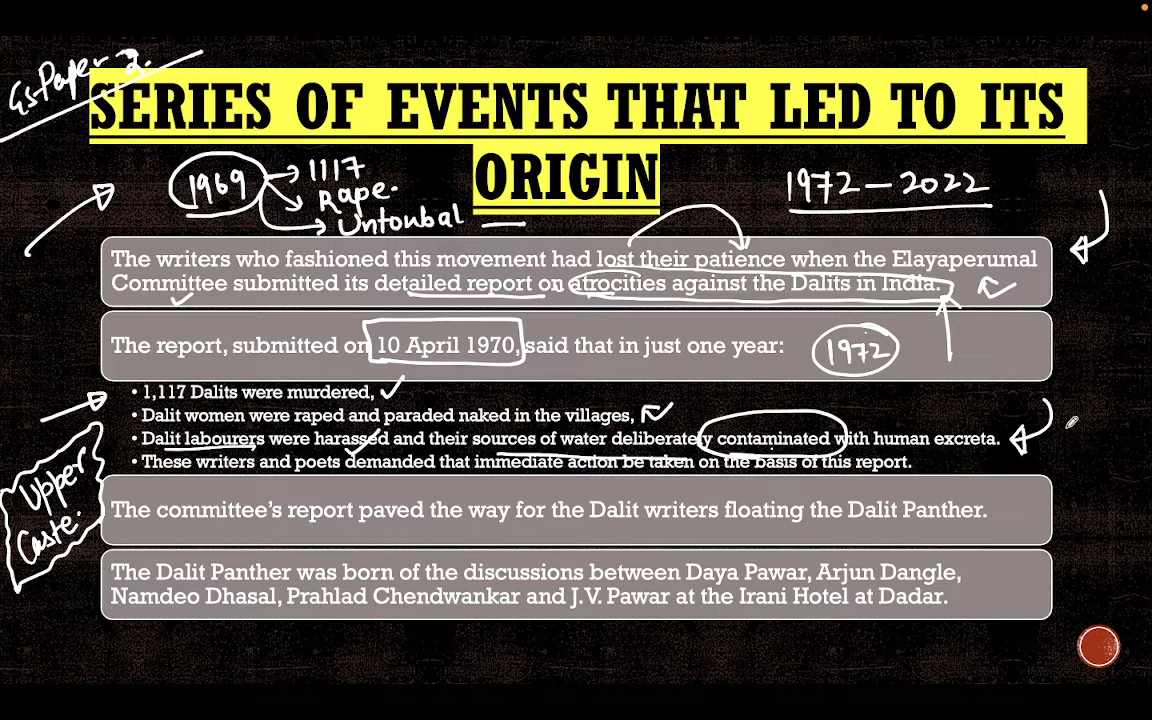 Gs Paper 2.
SERIES OF EVENTS THAT LED TO ITS
ORIGIN
1969
1117
Rape.
Untoubal
1972-2022
The writers who fashioned this movement had lost their patience when the Elayaperumal
Committee submitted its detailed report on atrocities against the Dalits in India.
The report, submitted on 10 April 1970, said that in just one year:
1972
• 1,117 Dalits were murdered,
• Dalit women were raped and paraded naked in the villages,
• Dalit labourers were harassed and their sources of water deliberately contaminated with human excreta.
• These writers and poets demanded that immediate action be taken on the basis of this report.
Upper
Caste.
The committee's report paved the way for the Dalit writers floating the Dalit Panther.
The Dalit Panther was born of the discussions between Daya Pawar, Arjun Dangle,
Namdeo Dhasal, Prahlad Chendwankar and J.V. Pawar at the Irani Hotel at Dadar.